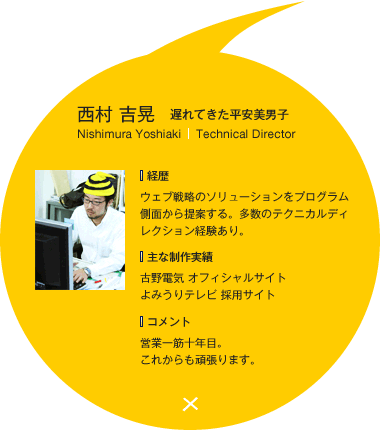 西村 吉晃　遅れてきた平安美男子
Nishimura Yoshiaki | Technical Director
経歴
ウェブ戦略のソリューションをプログラム
側面から提案する。多数のテクニカルディ
レクション経験あり。
主な制作実績
古野電気 オフィシャルサイト
よみうりテレビ 採用サイト
コメント
営業一筋十年目。
これからも頑張ります。